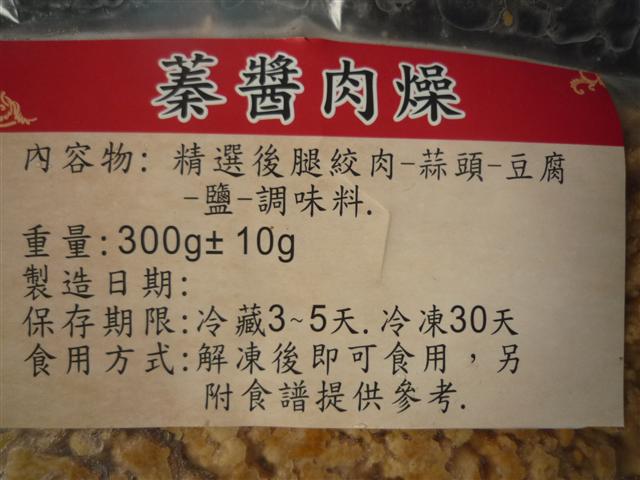 蓁醬肉燥
內容物: 精選後腿絞肉-蒜頭-豆腐
-鹽-調味料.
重量:300g±10g
製造日期:
保存期限:冷藏3~5天.冷凍30天
食用方式:解凍後即可食用，另
附食譜提供參考.